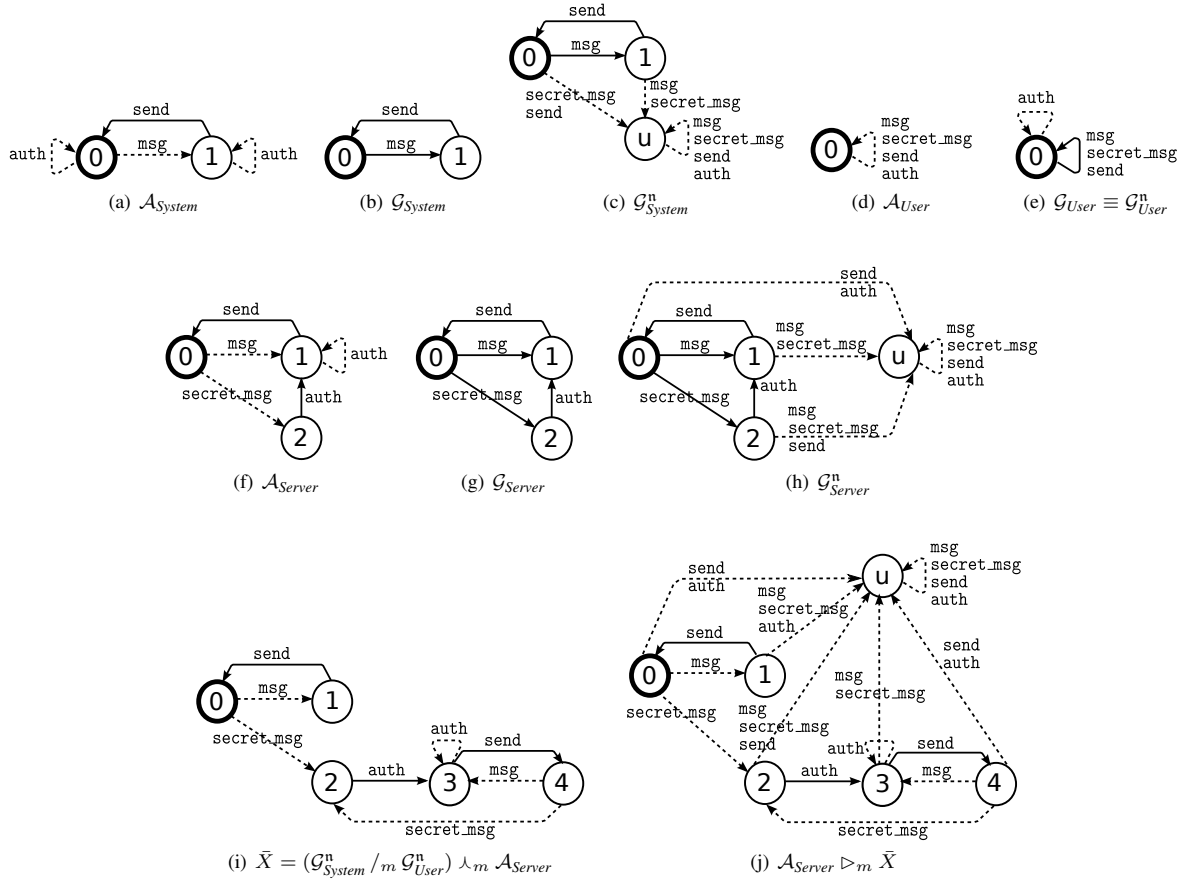 send
auth
0
msg
1
auth
(a) 𝒜System
send
0
msg
1
(b) 𝒢System
send
0
msg
1
secret_msg
send
msg
secret_msg
u
msg
secret_msg
send
auth
(c) 𝒢ⁿSystem
0
msg
secret_msg
send
auth
(d) 𝒜User
auth
0
msg
secret_msg
send
(e) 𝒢User ≡ 𝒢ⁿUser
send
0
msg
1
auth
secret_msg
auth
2
(f) 𝒜Server
send
0
msg
1
secret_msg
auth
2
(g) 𝒢Server
send
auth
send
0
msg
1
msg
secret_msg
u
msg
secret_msg
send
auth
secret_msg
auth
2
msg
secret_msg
send
(h) 𝒢ⁿServer
send
0
msg
1
secret_msg
2
auth
auth
3
send
msg
4
secret_msg
(i) X̄ = (𝒢ⁿSystem /m 𝒢ⁿUser) ⋏m 𝒜Server
send
auth
u
msg
secret_msg
send
auth
msg
secret_msg
auth
send
0
msg
1
secret_msg
msg
secret_msg
send
msg
secret_msg
send
auth
2
auth
auth
3
send
msg
4
secret_msg
(j) 𝒜Server ▷m X̄